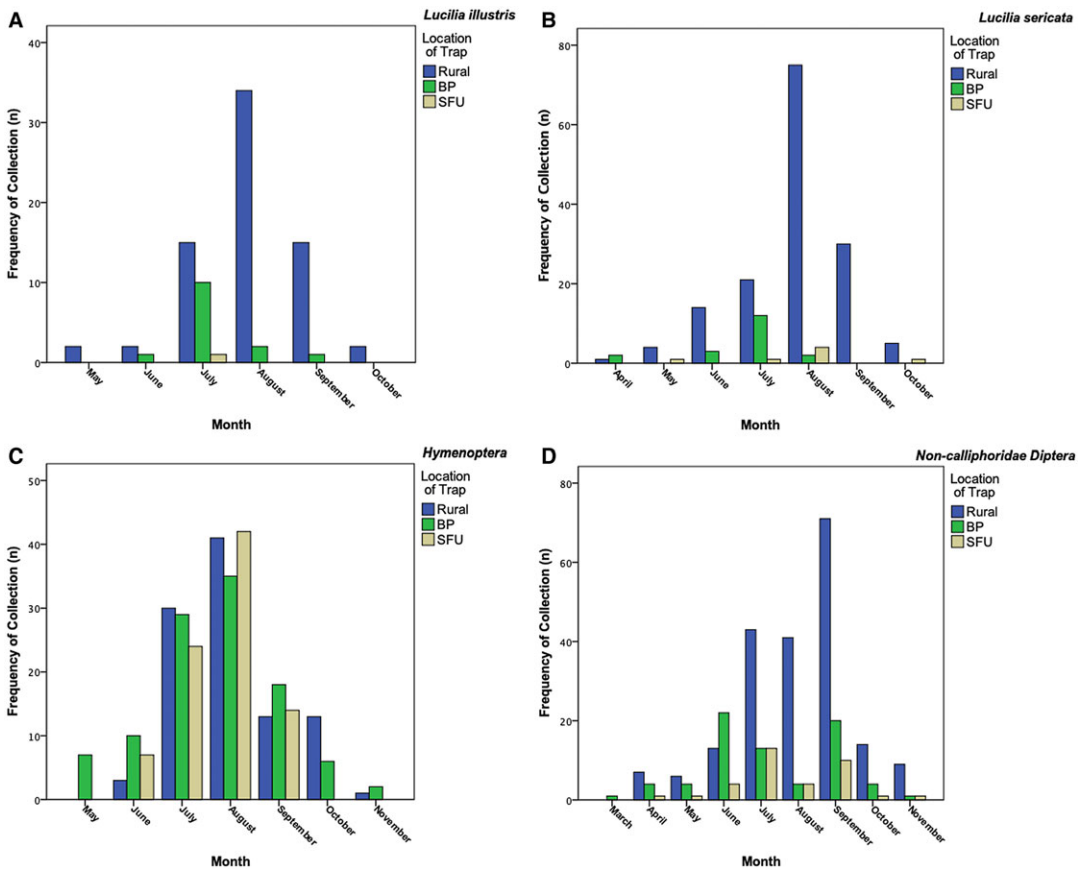 A
Lucilia illustris
Location
of Trap
Rural
BP
SFU
Frequency of Collection (n)
40
30
20
10
0
May
June
July
August
September
October
Month
B
Lucilia sericata
Location
of Trap
Rural
BP
SFU
Frequency of Collection (n)
80
60
40
20
0
April
May
June
July
August
September
October
Month
C
Hymenoptera
Location
of Trap
Rural
BP
SFU
Frequency of Collection (n)
50
40
30
20
10
0
May
June
July
August
September
October
November
Month
D
Non-calliphoridae Diptera
Location
of Trap
Rural
BP
SFU
Frequency of Collection (n)
80
60
40
20
0
March
April
May
June
July
August
September
October
November
Month